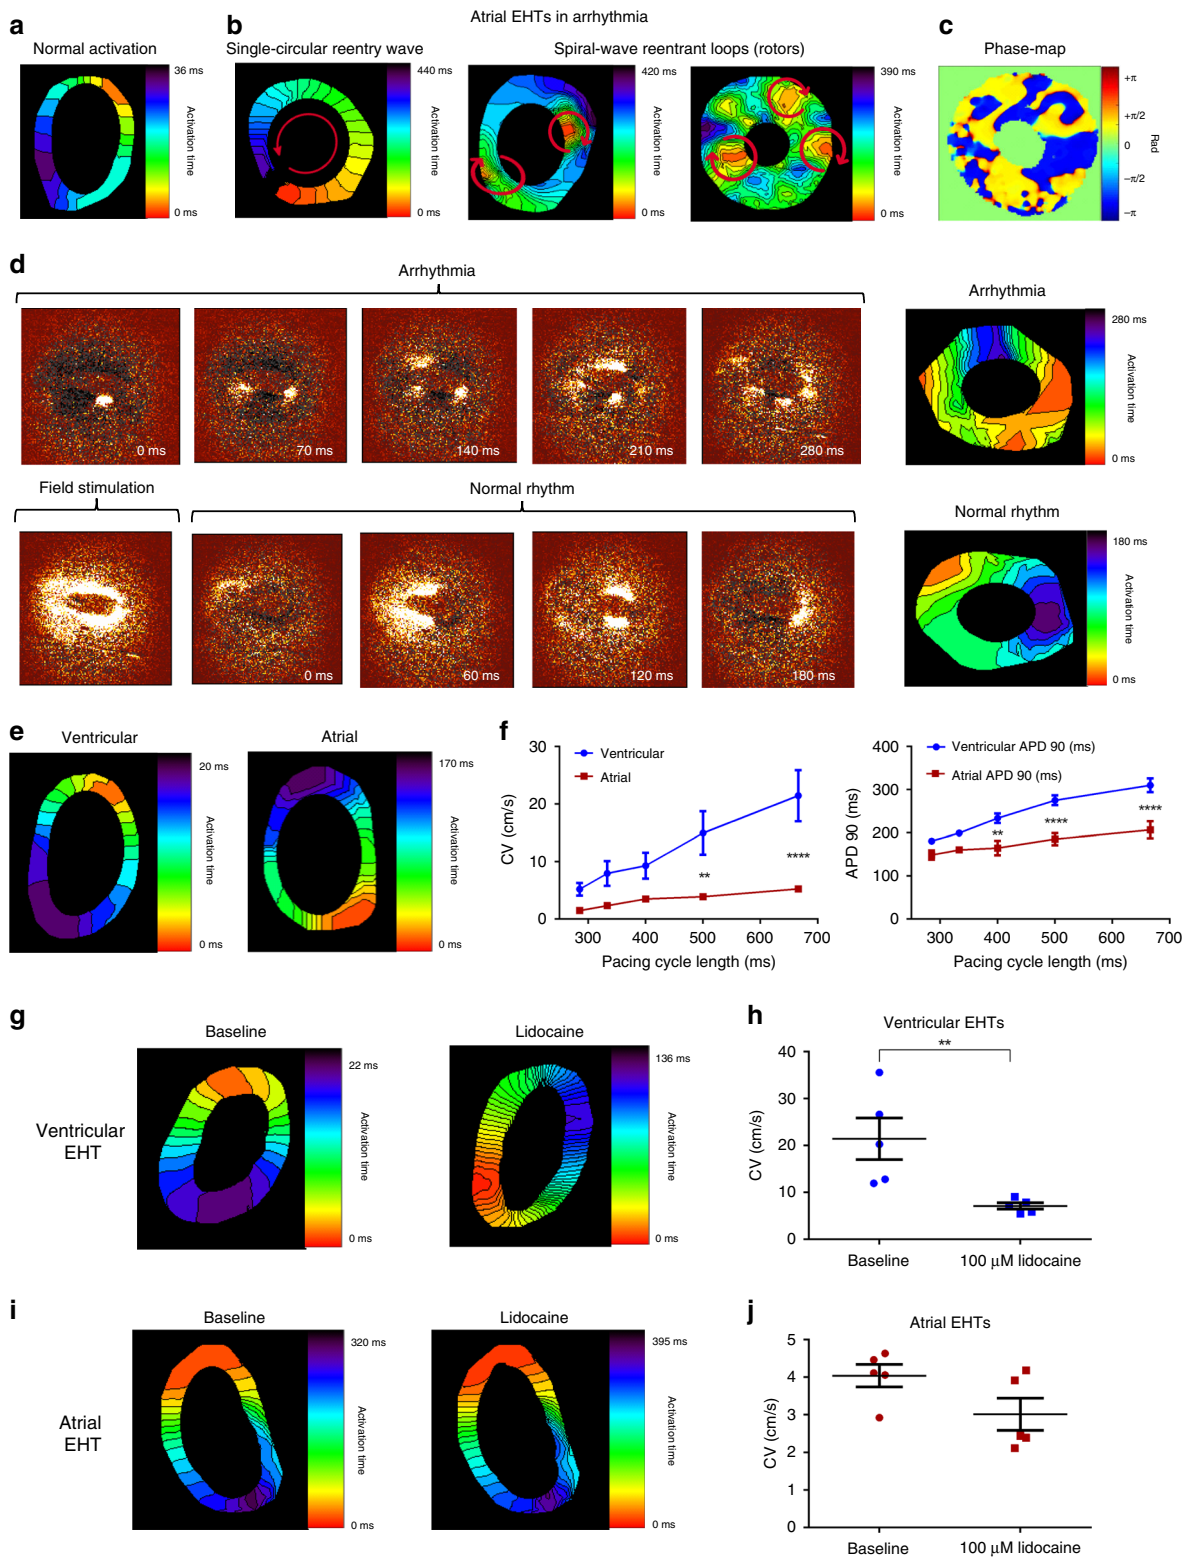 a
Normal activation
36 ms
Activation time
0 ms
b
Atrial EHTs in arrhythmia
Single-circular reentry wave
440 ms
Activation time
0 ms
Spiral-wave reentrant loops (rotors)
420 ms
Activation time
0 ms
390 ms
Activation time
0 ms
c
Phase-map
+π
+π/2
0
−π/2
−π
Rad
d
Arrhythmia
0 ms
70 ms
140 ms
210 ms
280 ms
Arrhythmia
280 ms
Activation time
0 ms
Field stimulation
Normal rhythm
0 ms
60 ms
120 ms
180 ms
Normal rhythm
180 ms
Activation time
0 ms
e
Ventricular
20 ms
Activation time
0 ms
Atrial
170 ms
Activation time
0 ms
f
30
20
10
0
CV (cm/s)
Ventricular
Atrial
**
****
300 400 500 600 700
Pacing cycle length (ms)
400
300
200
100
0
APD 90 (ms)
Ventricular APD 90 (ms)
Atrial APD 90 (ms)
**
****
****
300 400 500 600 700
Pacing cycle length (ms)
g
Ventricular
EHT
Baseline
22 ms
Activation time
0 ms
Lidocaine
136 ms
Activation time
0 ms
h
Ventricular EHTs
**
40
30
20
10
0
CV (cm/s)
Baseline
100 μM lidocaine
i
Atrial
EHT
Baseline
320 ms
Activation time
0 ms
Lidocaine
395 ms
Activation time
0 ms
j
Atrial EHTs
5
4
3
2
1
0
CV (cm/s)
Baseline
100 μM lidocaine